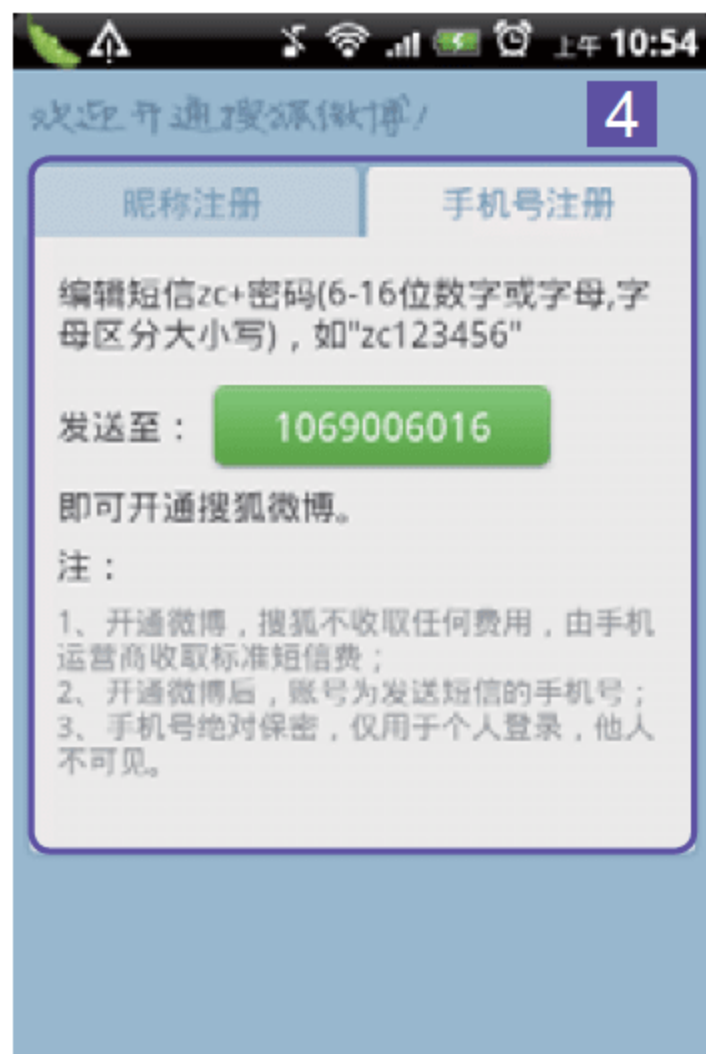 上午 10:54
欢迎开通搜狐微博!
4
昵称注册 手机号注册
编辑短信zc+密码(6-16位数字或字母,字
母区分大小写)，如"zc123456"
发送至： 1069006016
即可开通搜狐微博。
注：
1、开通微博，搜狐不收取任何费用，由手机
运营商收取标准短信费；
2、开通微博后，账号为发送短信的手机号；
3、手机号绝对保密，仅用于个人登录，他人
不可见。